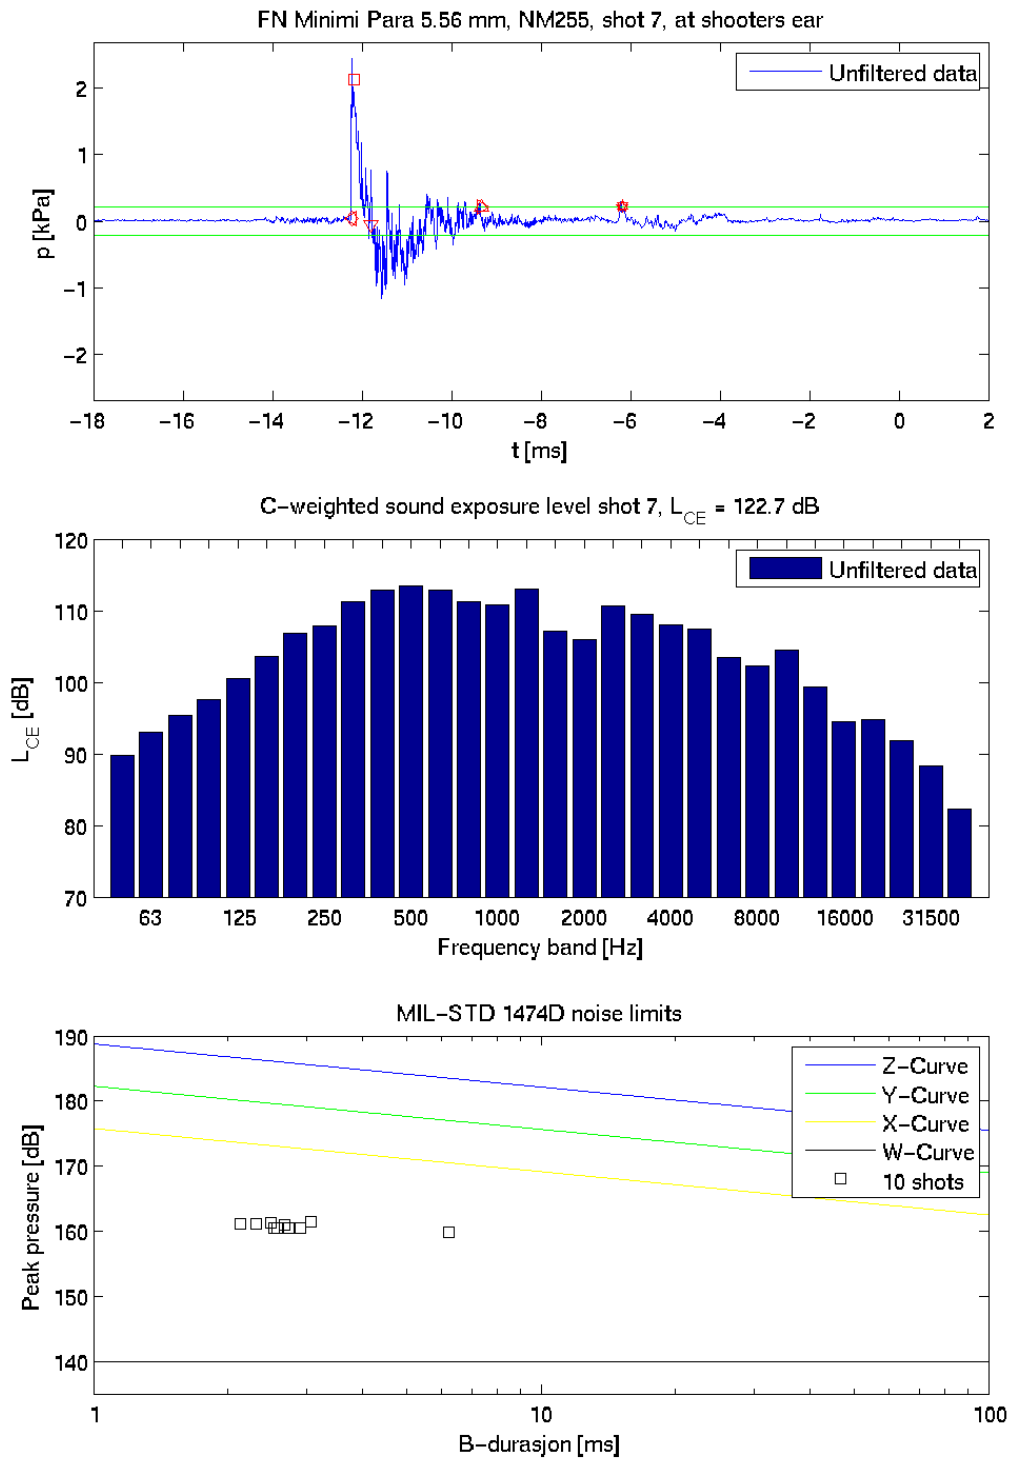 FN Minimi Para 5.56 mm, NM255, shot 7, at shooters ear
Unfiltered data
p [kPa]
2
1
0
−1
−2
−18 −16 −14 −12 −10 −8 −6 −4 −2 0 2
t [ms]
C−weighted sound exposure level shot 7, L_CE = 122.7 dB
Unfiltered data
L_CE [dB]
120
110
100
90
80
70
63 125 250 500 1000 2000 4000 8000 16000 31500
Frequency band [Hz]
MIL−STD 1474D noise limits
Z−Curve
Y−Curve
X−Curve
W−Curve
10 shots
Peak pressure [dB]
190
180
170
160
150
140
1 10 100
B−durasjon [ms]